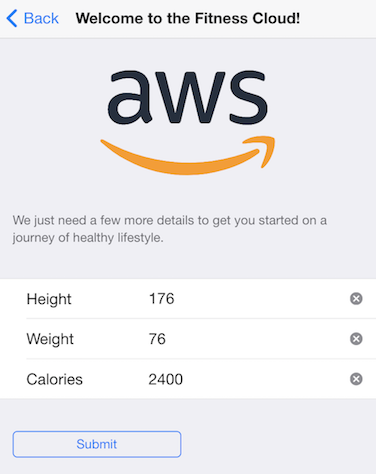 Back Welcome to the Fitness Cloud!
aws
We just need a few more details to get you started on a
journey of healthy lifestyle.
Height 176
Weight 76
Calories 2400
Submit